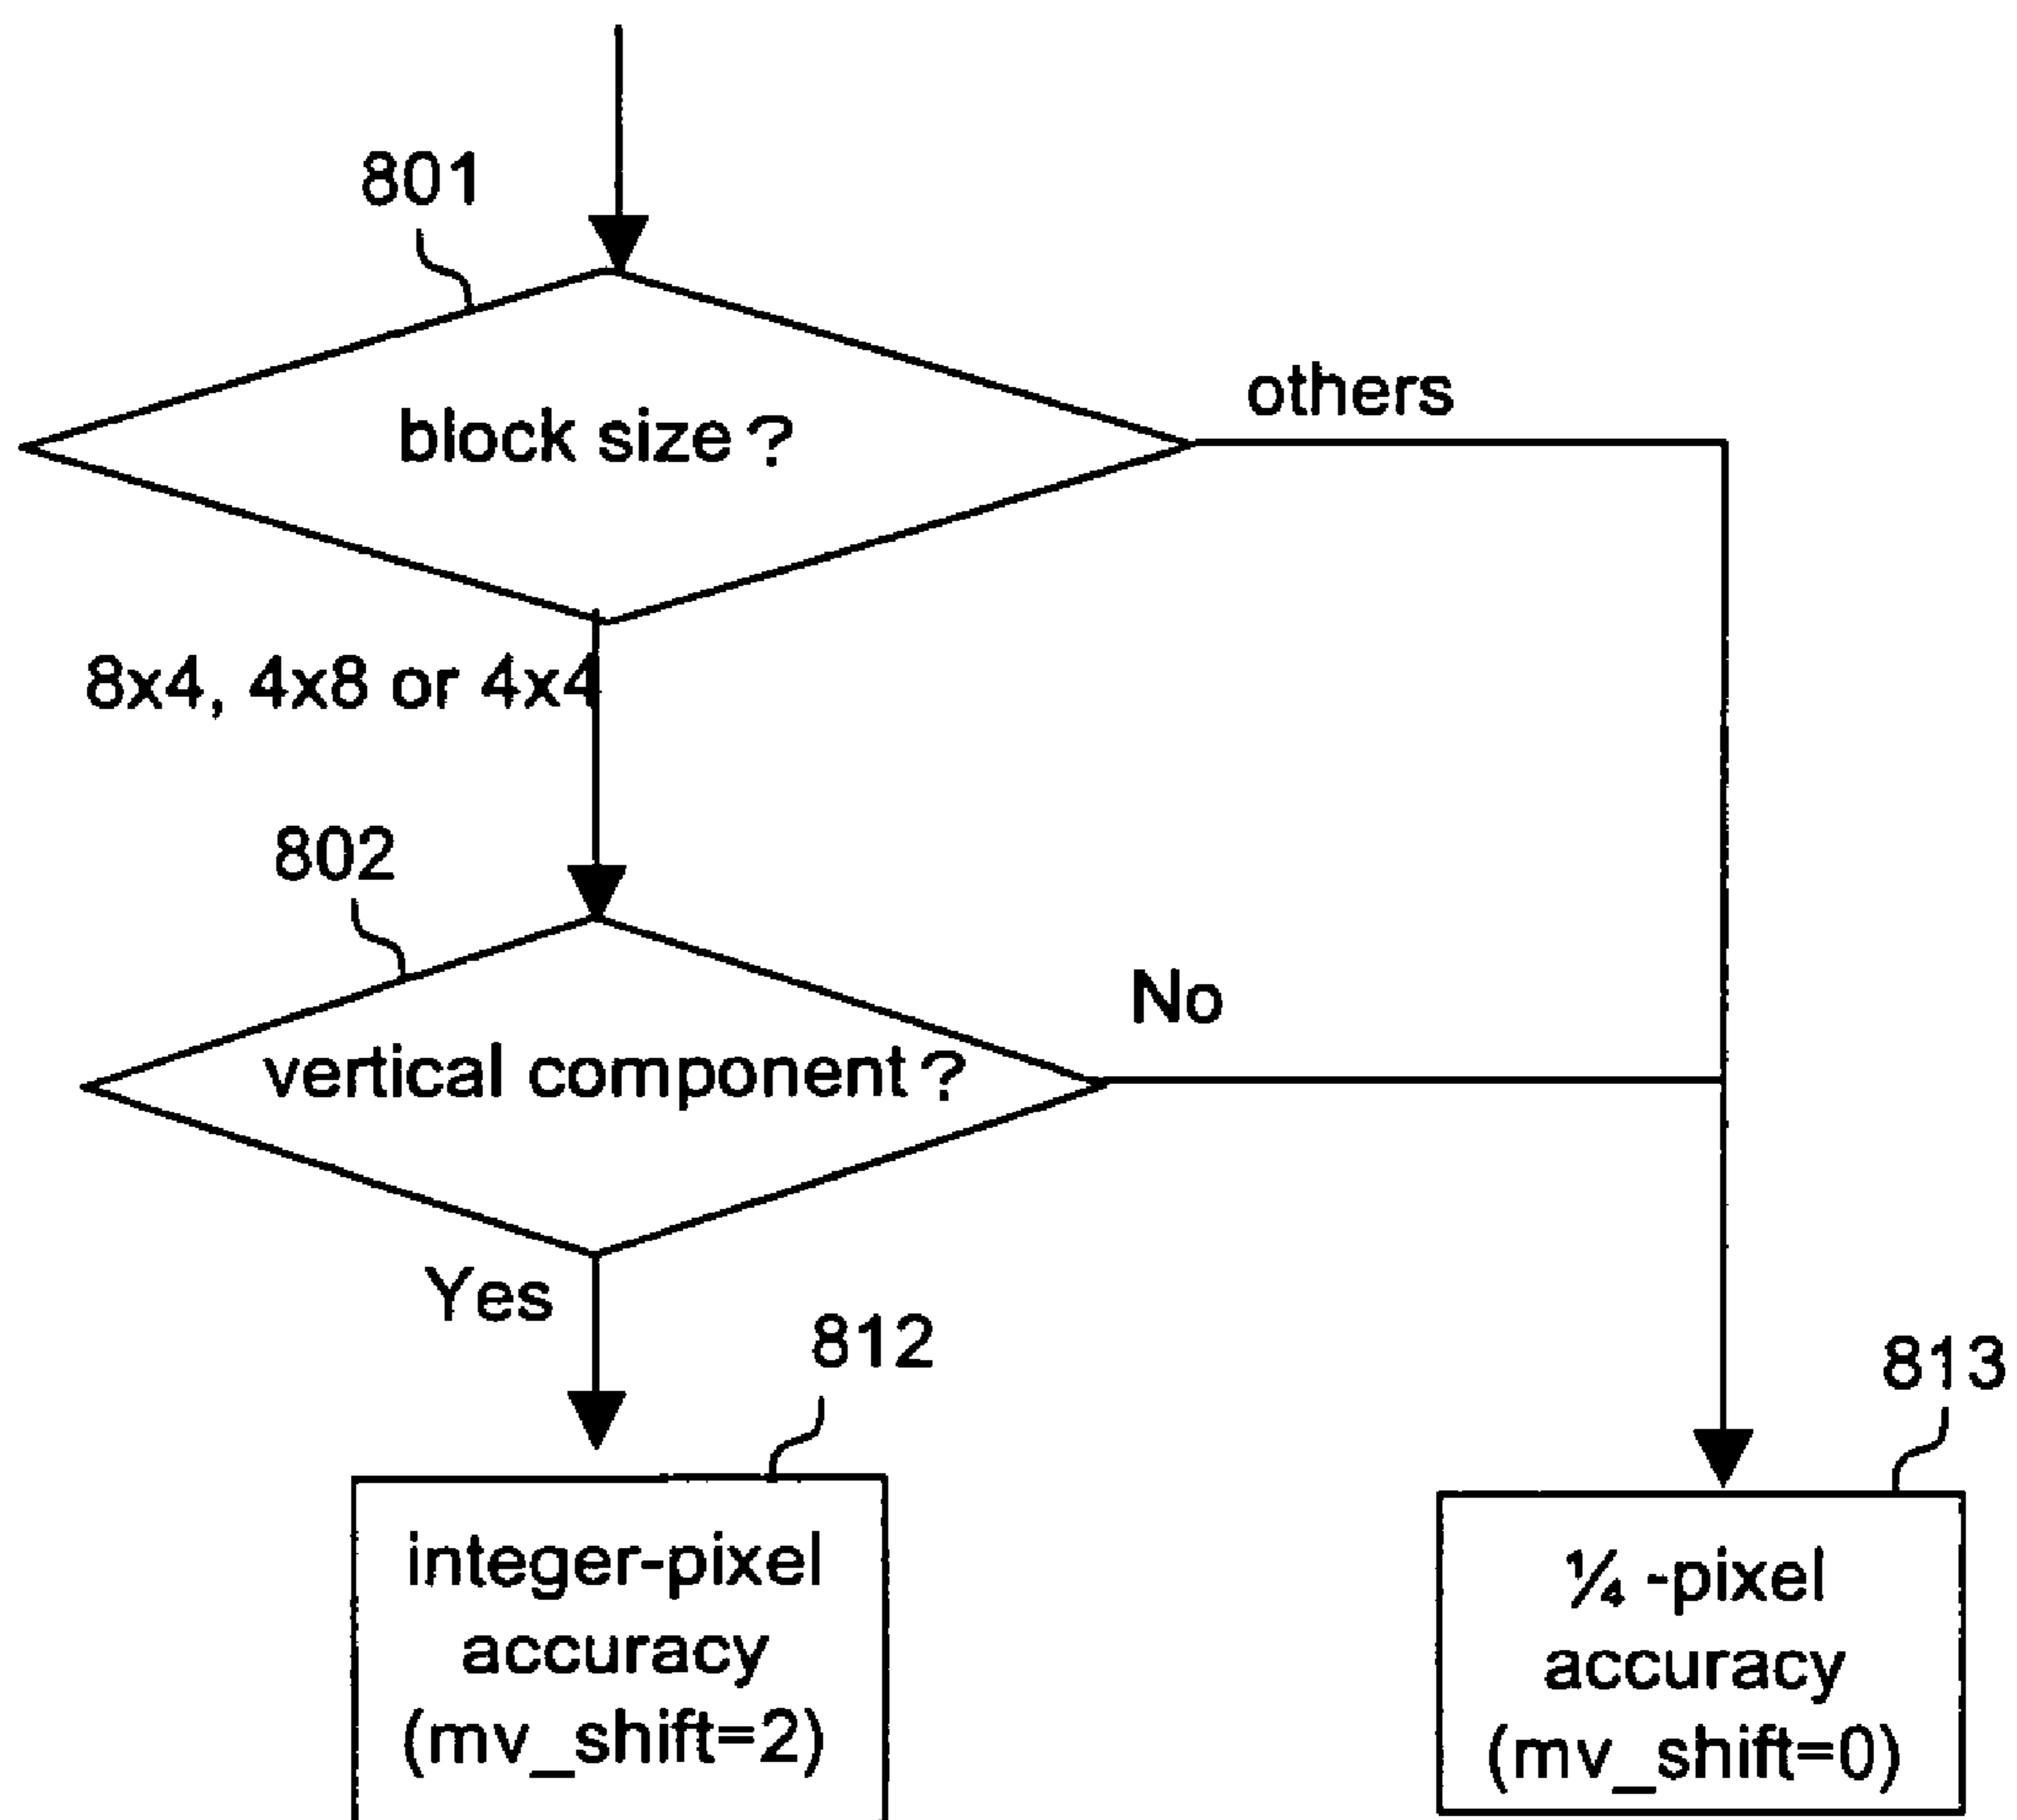 801
others
block size ?
8x4, 4x8 or 4x4
802
No
vertical component ?
Yes
812
813
integer-pixel
accuracy
(mv_shift=2)
¼ -pixel
accuracy
(mv_shift=0)